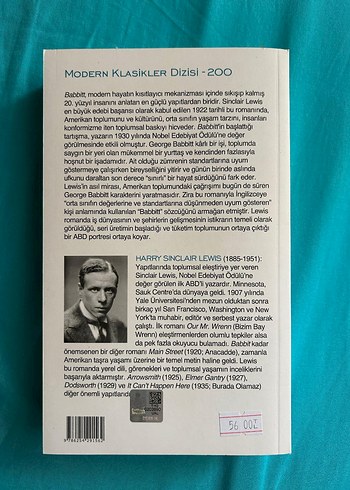 MODERN KLASİKLER DİZİSİ - 200
Babbitt, modern hayatın kısıtlayıcı mekanizması içinde sıkışıp kalmış
20. yüzyıl insanını anlatan en güçlü yapıtlardan biridir. Sinclair Lewis
en büyük edebi başarısı olarak kabul edilen 1922 tarihli bu romanında,
Amerikan toplumunu ve kültürünü, orta sınıfın yaşam tarzını, insanları
konformizme iten toplumsal baskıyı hicveder. Babbitt'in başlattığı
tartışma, yazarın 1930 yılında Nobel Edebiyat Ödülü'ne değer
görülmesinde etkili olmuştur. George Babbitt kârlı bir işi, toplumda
saygın bir yeri olan mükemmel bir yurttaş ve kendinden fazlasıyla
hoşnut bir işadamıdır. Ait olduğu zümrenin standartlarına uyum
göstermeye çalışırken bireyselliğini yitirir ve günün birinde aslında
ufkunu daraltan son derece "sınırlı" bir hayat sürdüğünü fark eder.
Lewis'in asıl mirası, Amerikan toplumundaki çağrışımı bugün de süren
George Babbitt karakterini yaratmasıdır. Zira bu romanıyla İngilizceye
"orta sınıfın değerlerine ve standartlarına düşünmeden uyum gösteren"
kişi anlamında kullanılan "Babbitt" sözcüğünü armağan etmiştir. Lewis
romanda iş dünyasının ve şehirlerin gelişmesinin istikrarın temeli olarak
görüldüğü, seri üretimin başladığı ve tüketim toplumunun ortaya çıktığı
bir ABD portresi ortaya koyar.
HARRY SINCLAIR LEWIS (1885-1951):
Yapıtlarında toplumsal eleştiriye yer veren
Sinclair Lewis, Nobel Edebiyat Ödülü'ne
değer görülen ilk ABD'li yazardır. Minnesota,
Sauk Centre'da dünyaya geldi. 1907 yılında
Yale Üniversitesi'nden mezun olduktan sonra
birkaç yıl San Francisco, Washington ve New
York'ta muhabir, editör ve serbest yazar olarak
çalıştı. İlk romanı Our Mr. Wrenn (Bizim Bay
Wrenn) eleştirmenlerden olumlu tepkiler alsa
da pek fazla okuyucu bulamadı. Babbit kadar
önemsenen bir diğer romanı Main Street (1920; Anacadde), zamanla
Amerikan taşra yaşamı üzerine bir temel metin haline geldi. Lewis
bu romanda yerel dili, görenekleri ve toplumsal yaşamın inceliklerini
başarıyla aktarmıştır. Arrowsmith (1925), Elmer Gantry (1927),
Dodsworth (1929) ve It Can't Happen Here (1935; Burada Olamaz)
diğer önemli yapıtlarıdır
56 00Z